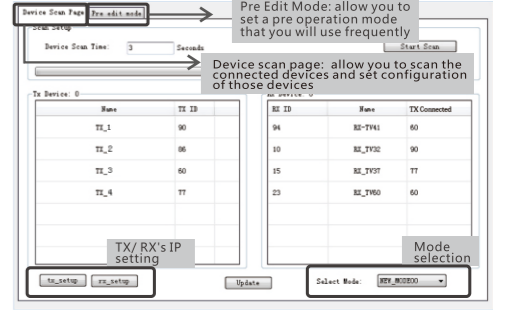 Device Scan Page Pre edit mode
Pre Edit Mode: allow you to
set a pre operation mode
that you will use frequently
Scan Setup
Device Scan Time: 3 Seconds
Start Scan
Device scan page: allow you to scan the
connected devices and set configuration
of those devices
Tx Device: 0
RX Device: 0
Name TX ID
TX_1 90
TX_2 86
TX_3 60
TX_4 77
RX ID Name TX Connected
94 RX-TV41 60
10 RX_TV32 90
15 RX_TV37 77
23 RX_TV60 60
TX/ RX's IP
setting
Mode
selection
tx_setup rx_setup
Update
Select Mode: NEW_MODE00